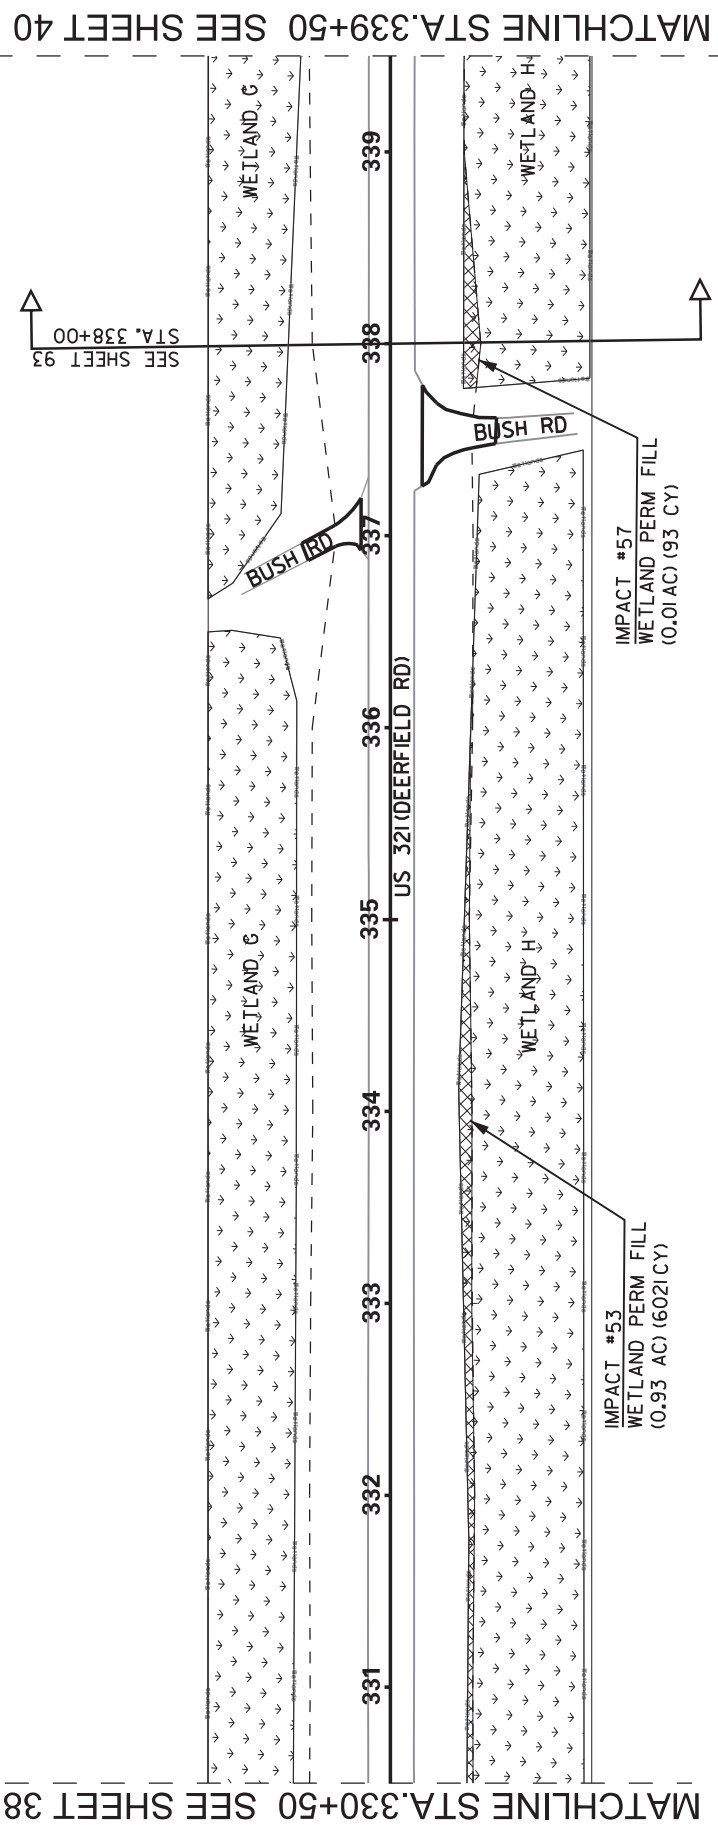 MATCHLINE STA.339+50 SEE SHEET 40
WETLAND G
WETLAND H
339
SEE SHEET 93
STA. 338+00
338
BUSH RD
BUSH RD
337
IMPACT #57
WETLAND PERM FILL
(0.01 AC) (93 CY)
336
US 321 (DEERFIELD RD)
335
WETLAND G
WETLAND H
334
333
IMPACT #53
WETLAND PERM FILL
(0.93 AC) (6021 CY)
332
331
MATCHLINE STA.330+50 SEE SHEET 38